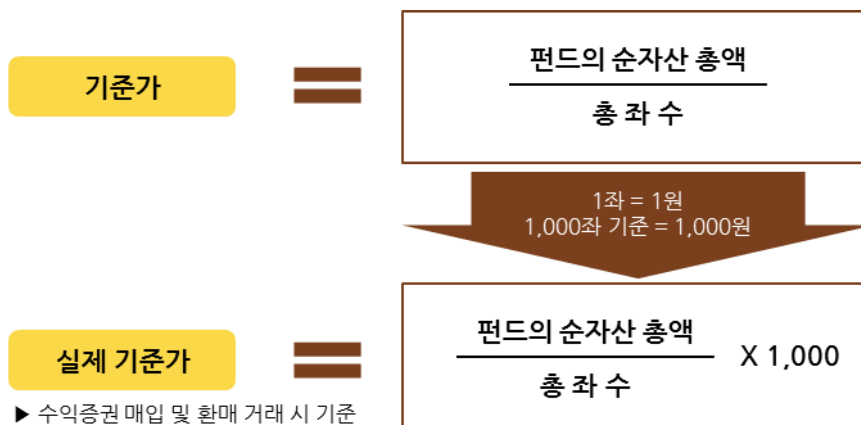 기준가
펀드의 순자산 총액
총 좌 수
1좌 = 1원
1,000좌 기준 = 1,000원
실제 기준가
펀드의 순자산 총액
총 좌 수
X 1,000
▶ 수익증권 매입 및 환매 거래 시 기준